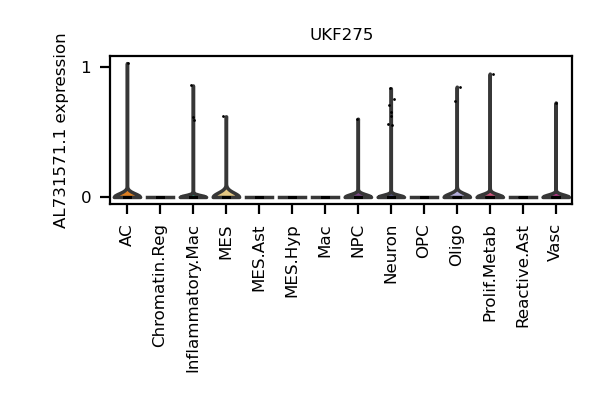 UKF275
AL731571.1 expression
1
0
AC
Chromatin.Reg
Inflammatory.Mac
MES
MES.Ast
MES.Hyp
Mac
NPC
Neuron
OPC
Oligo
Prolif.Metab
Reactive.Ast
Vasc